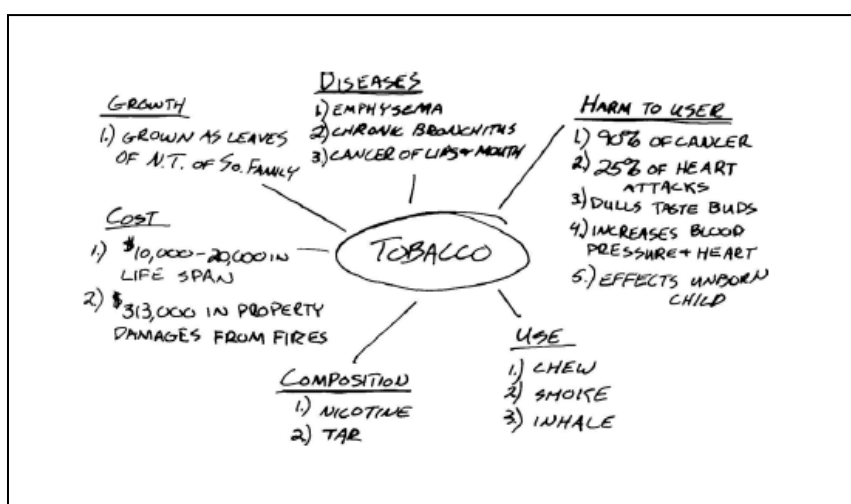 DISEASES
1.) EMPHYSEMA
2.) CHRONIC BRONCHITUS
3.) CANCER OF LIPS + MOUTH
GROWTH
1.) GROWN AS LEAVES
OF N.T. OF SO. FAMILY
HARM TO USER
1.) 90% OF CANCER
2.) 25% OF HEART
ATTACKS
3.) DULLS TASTE BUDS
4.) INCREASES BLOOD
PRESSURE + HEART
5.) EFFECTS UNBORN
CHILD
COST
1.) $10,000-20,000 IN
LIFE SPAN
2.) $313,000 IN PROPERTY
DAMAGES FROM FIRES
TOBACCO
COMPOSITION
1.) NICOTINE
2.) TAR
USE
1.) CHEW
2.) SMOKE
3.) INHALE